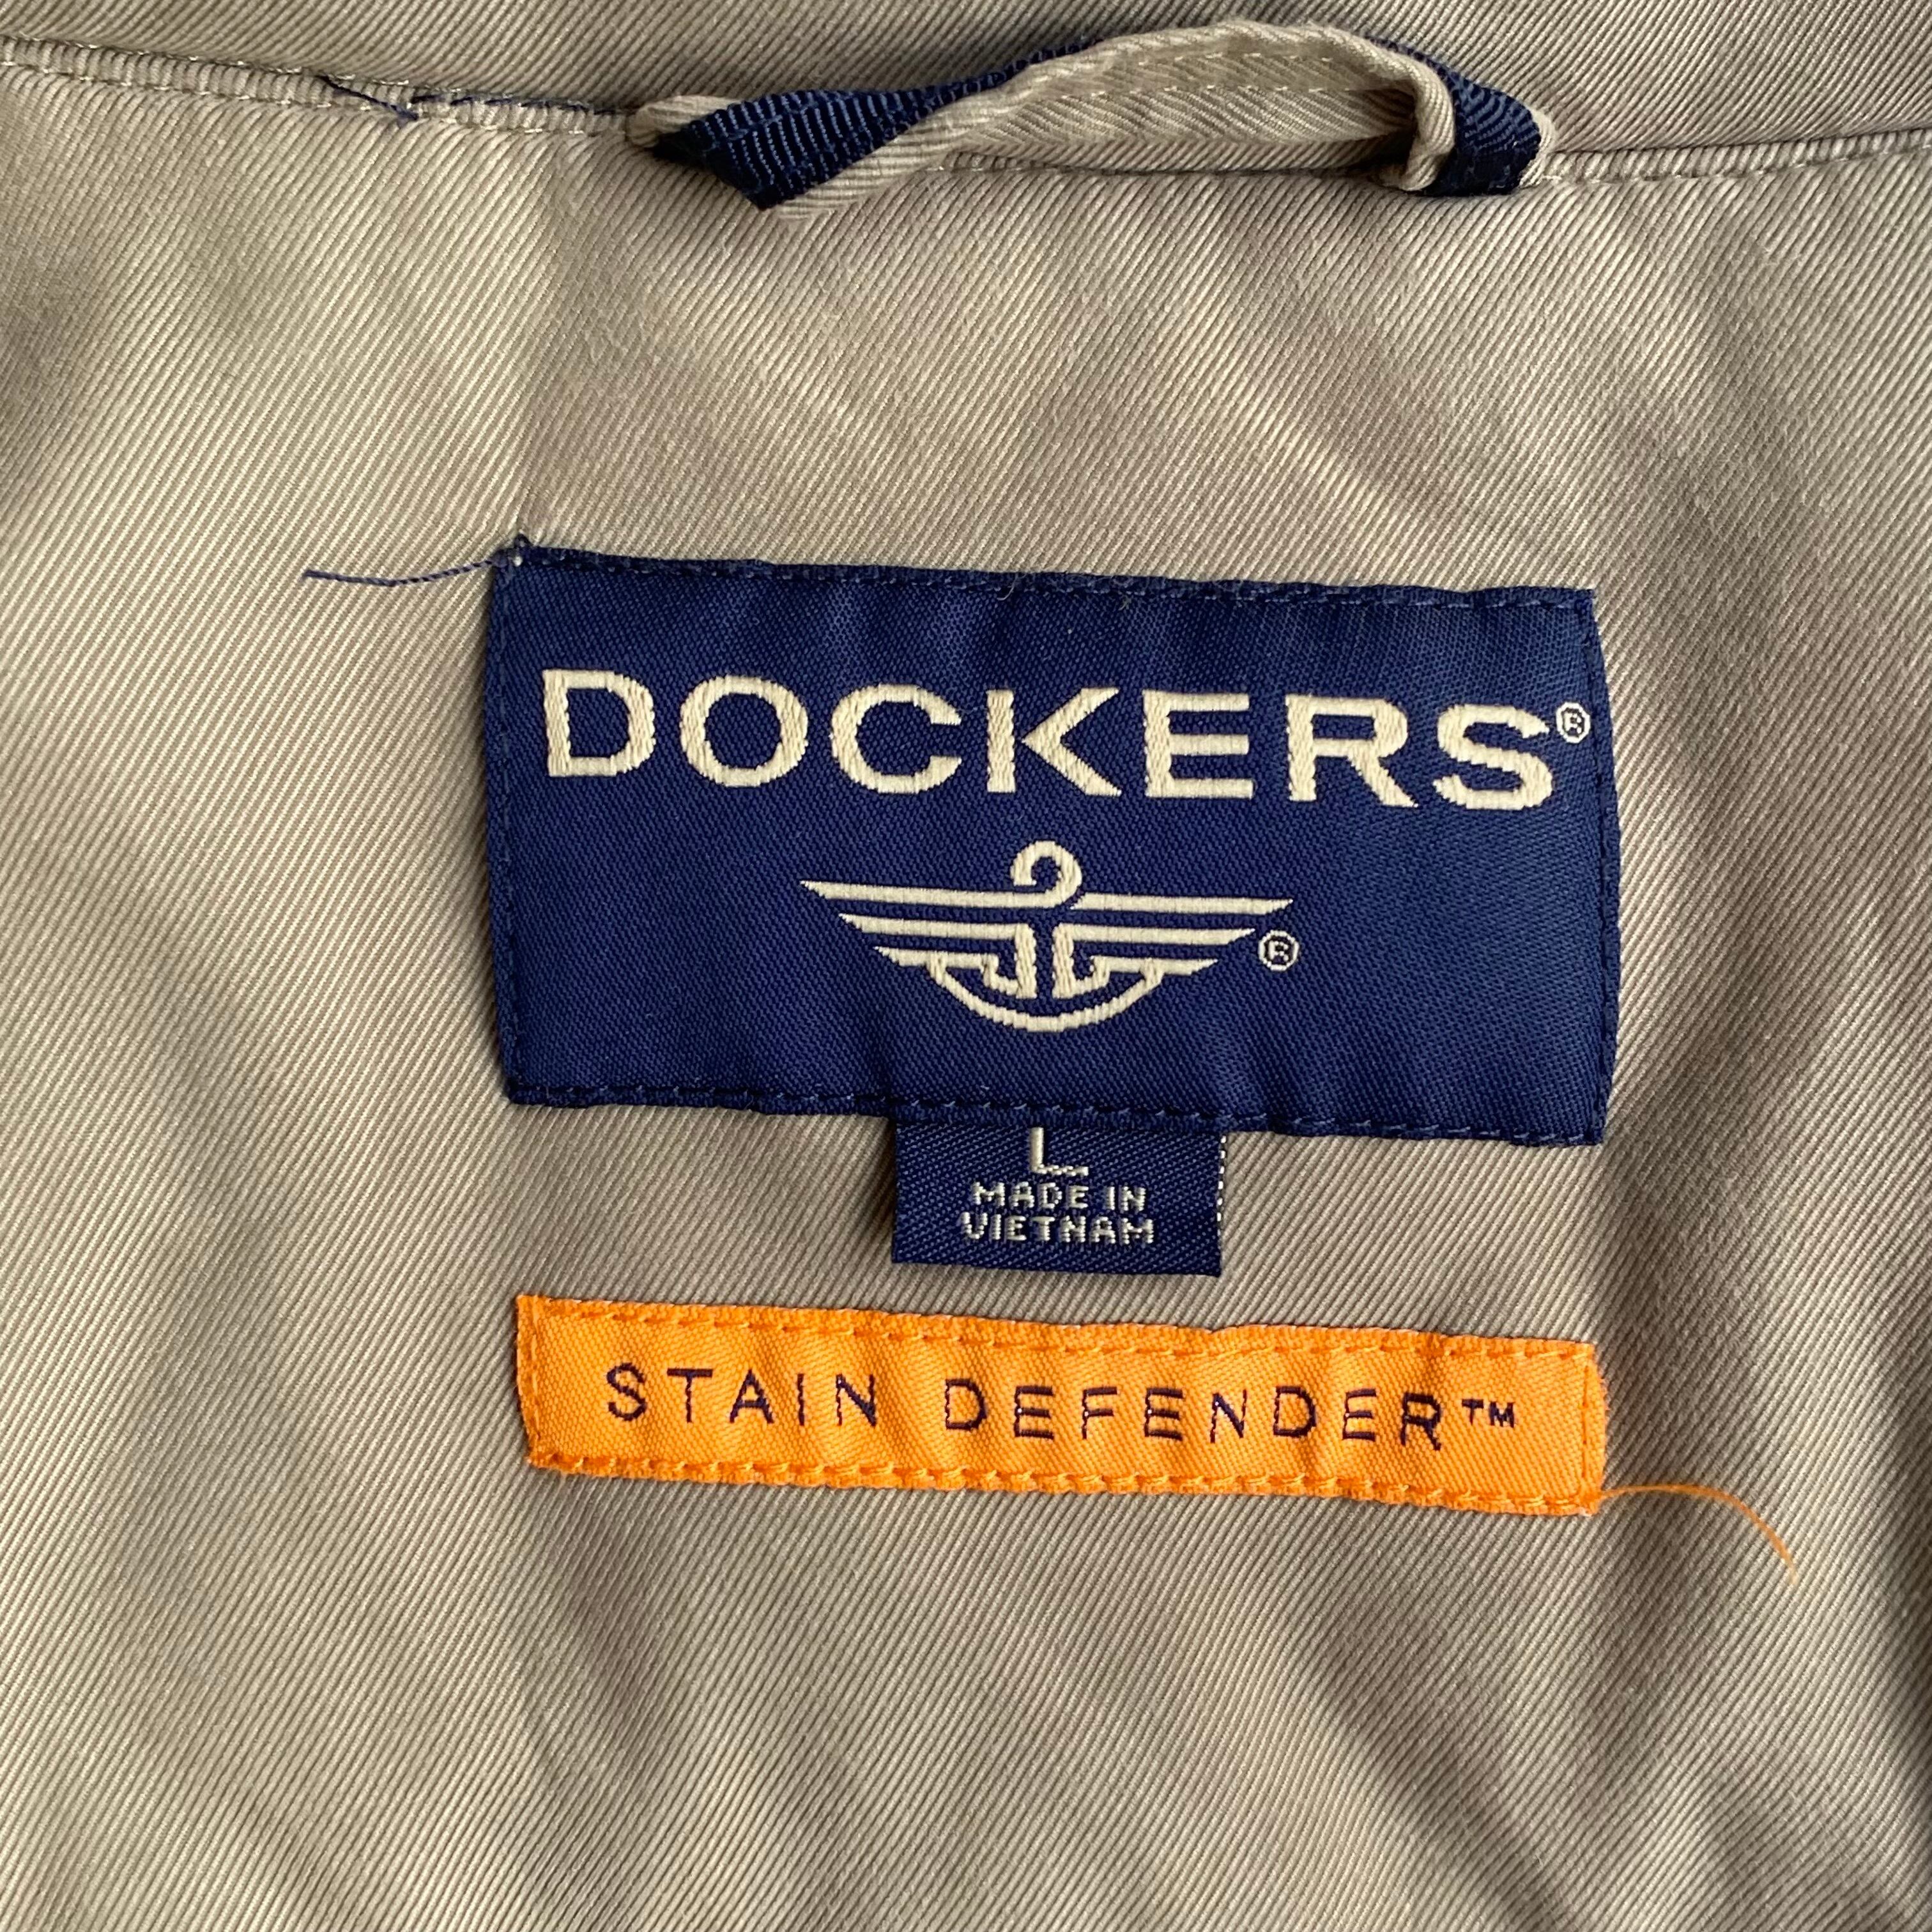 DOCKERS®
®
L
MADE IN
VIETNAM
STAIN DEFENDER™